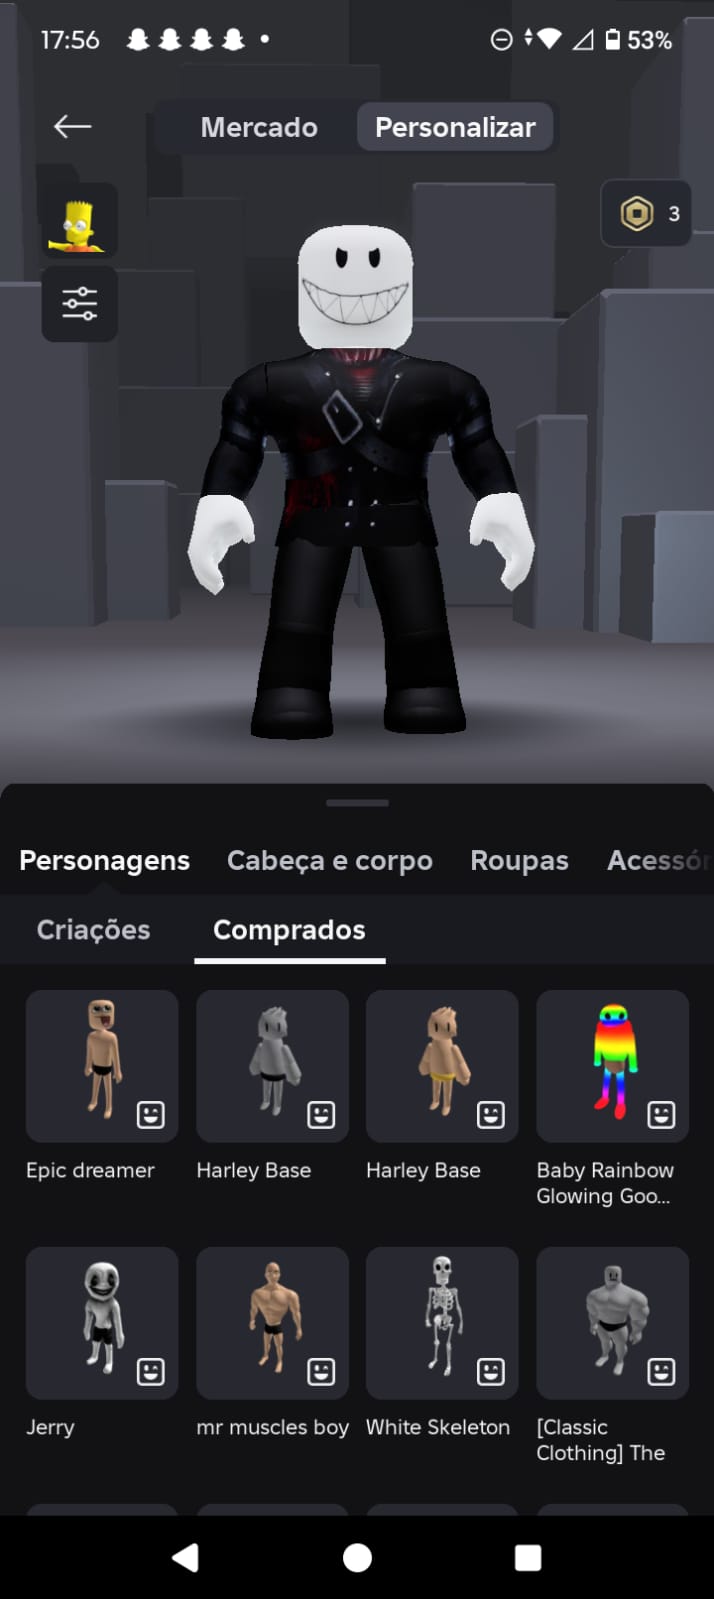 17:56
53%
Mercado
Personalizar
3
Personagens
Cabeça e corpo
Roupas
Acessór
Criações
Comprados
Epic dreamer
Harley Base
Harley Base
Baby Rainbow
Glowing Goo...
Jerry
mr muscles boy
White Skeleton
[Classic
Clothing] The